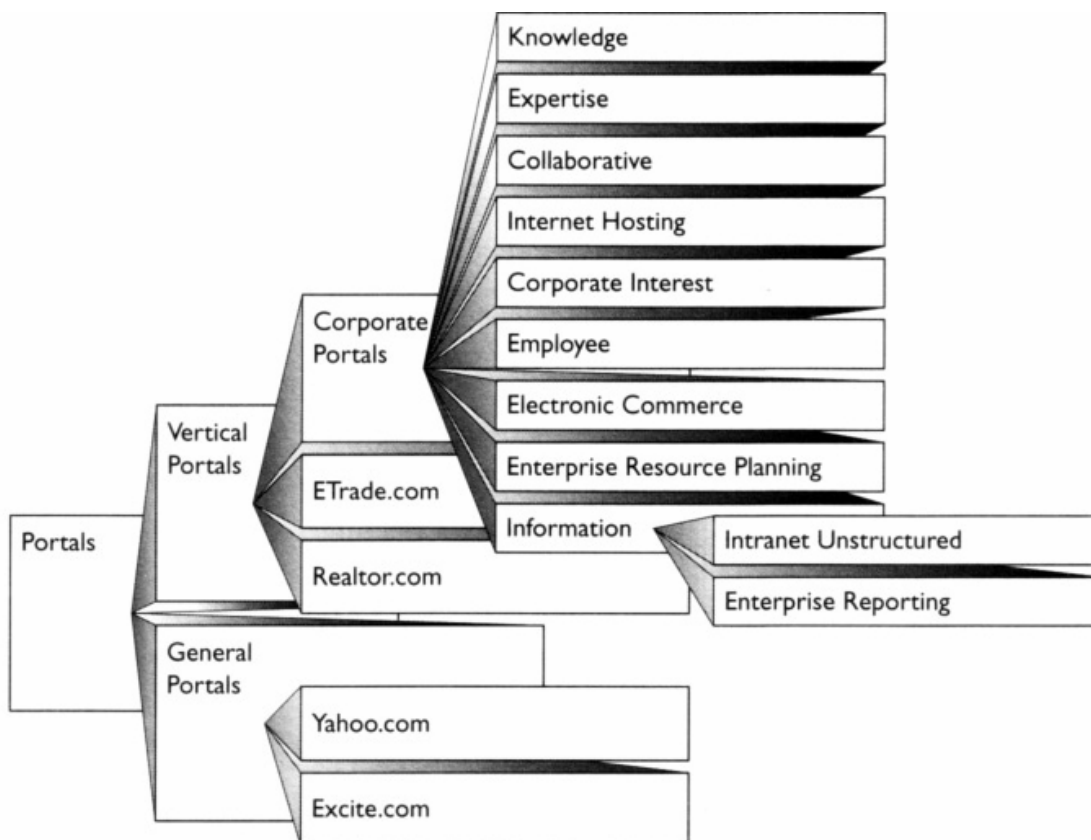 Knowledge
Expertise
Collaborative
Internet Hosting
Corporate Interest
Corporate
Portals
Employee
Electronic Commerce
Vertical
Portals
Enterprise Resource Planning
ETrade.com
Information
Portals
Intranet Unstructured
Realtor.com
Enterprise Reporting
General
Portals
Yahoo.com
Excite.com